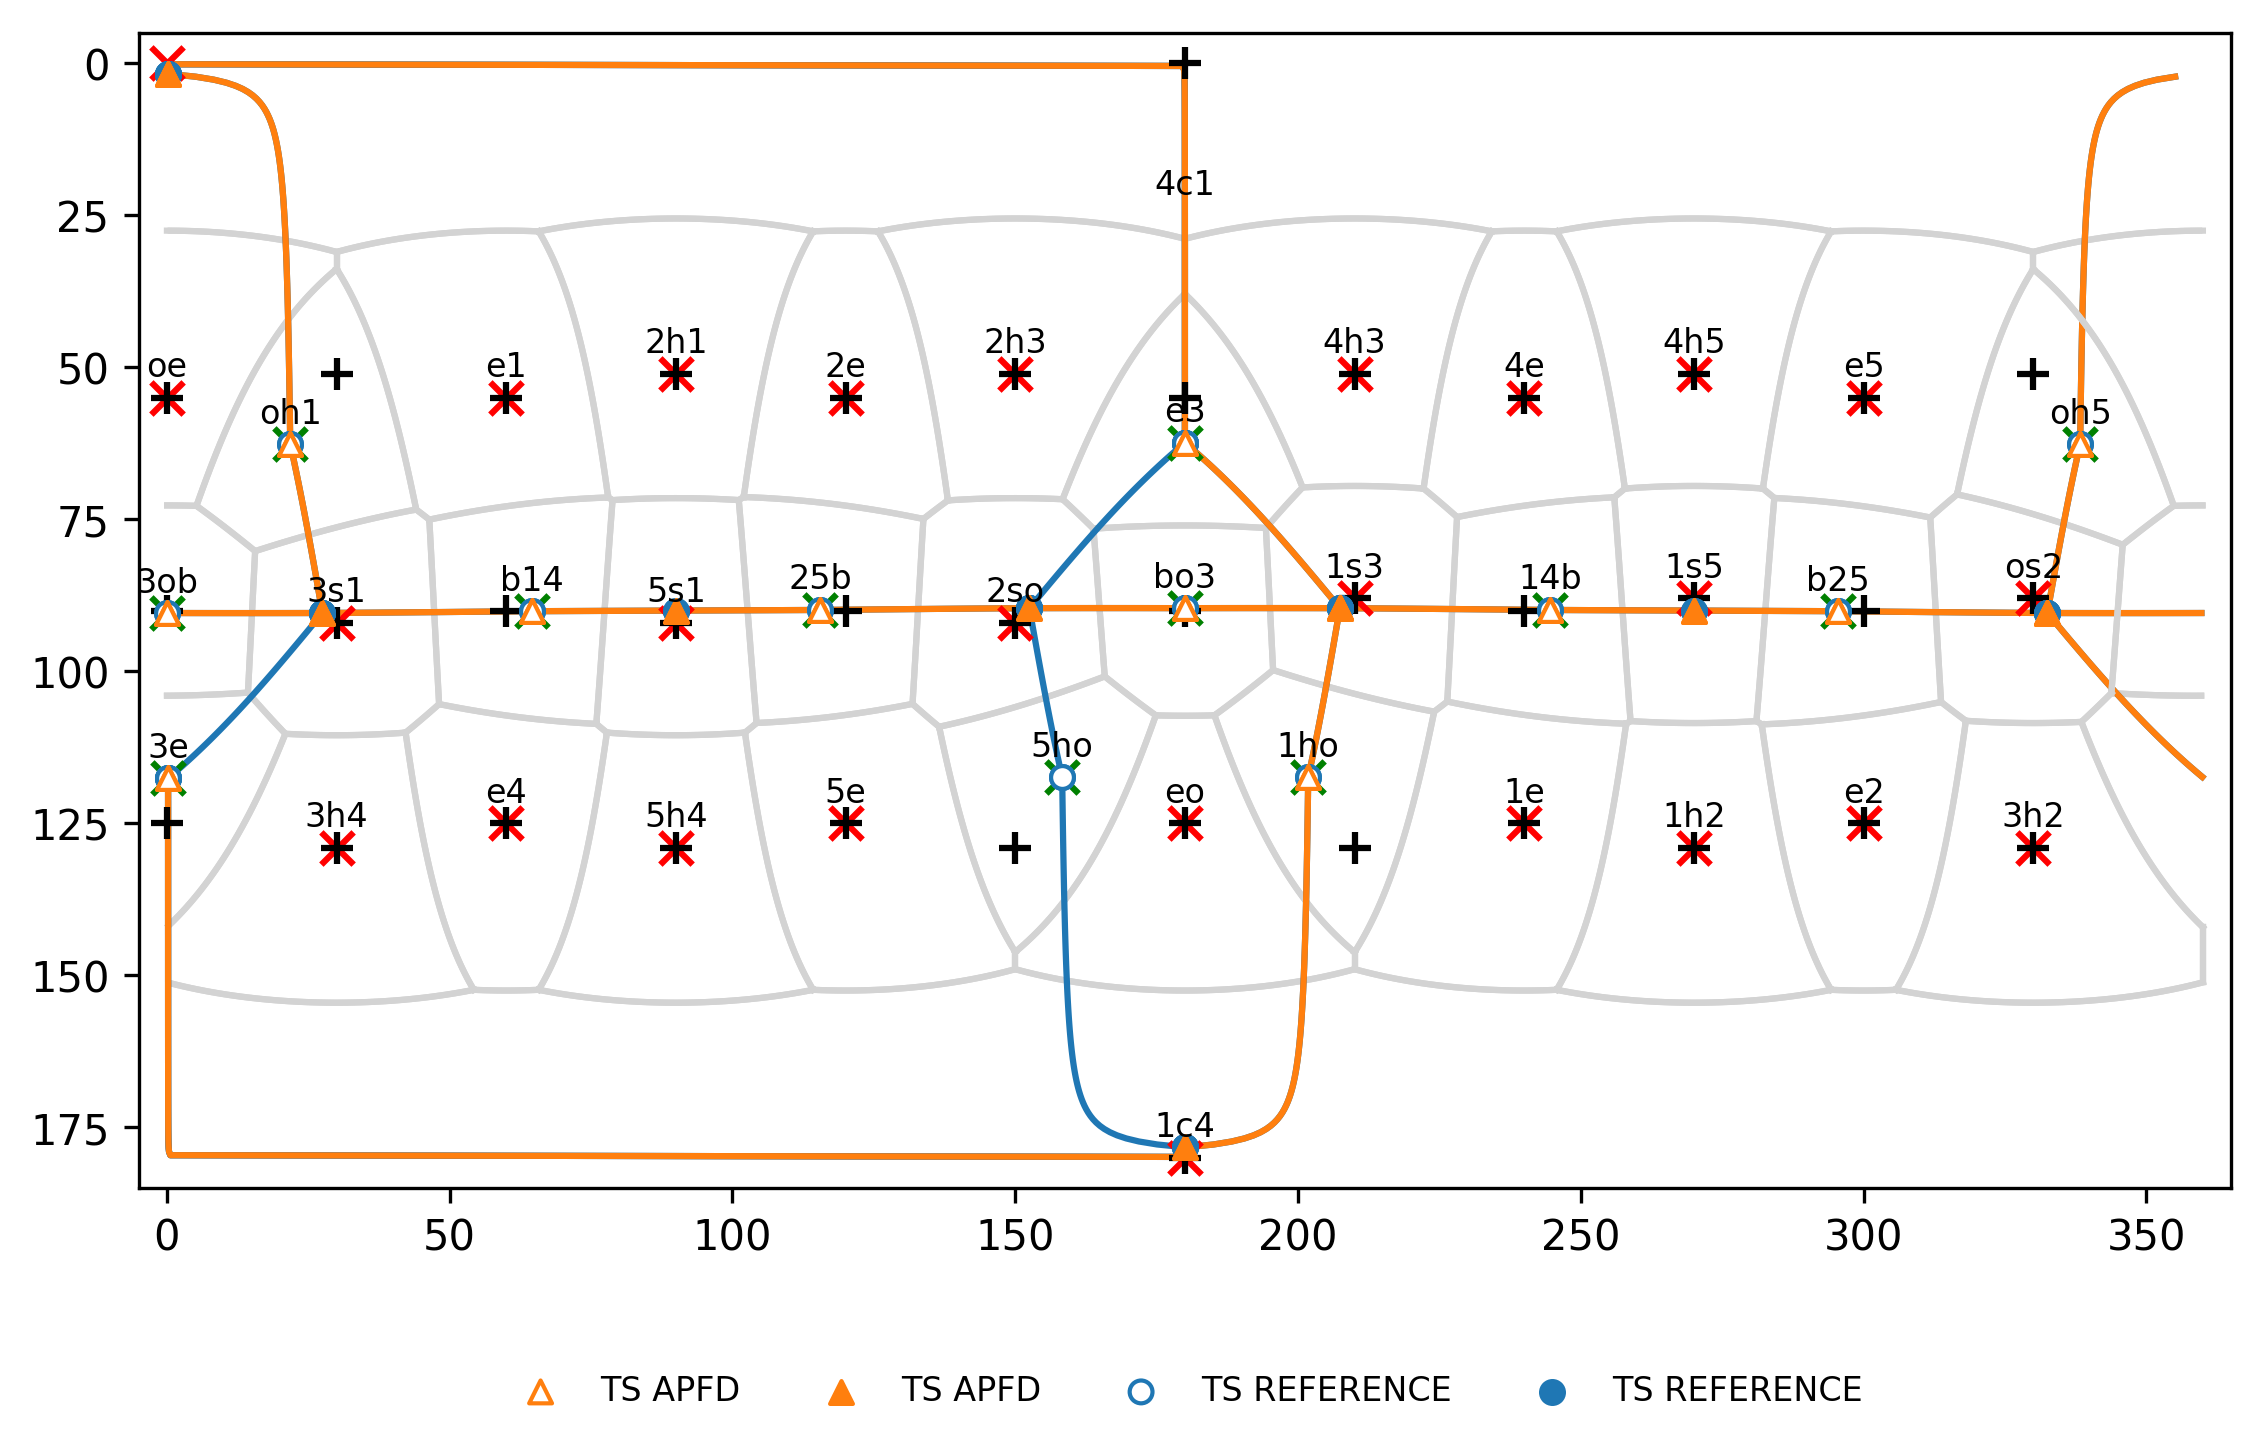 0
4c1
25
2h1 2h3 4h3 4h5
oe e1 2e 4e e5
50
oh1 e3 oh5
75
3ob 3s1 b14 5s1 25b 2so bo3 1s3 14b 1s5 b25 os2
100
3e 5ho 1ho
e4 5e eo 1e e2
125
3h4 5h4 1h2 3h2
150
1c4
175
0 50 100 150 200 250 300 350
TS APFD TS APFD TS REFERENCE TS REFERENCE